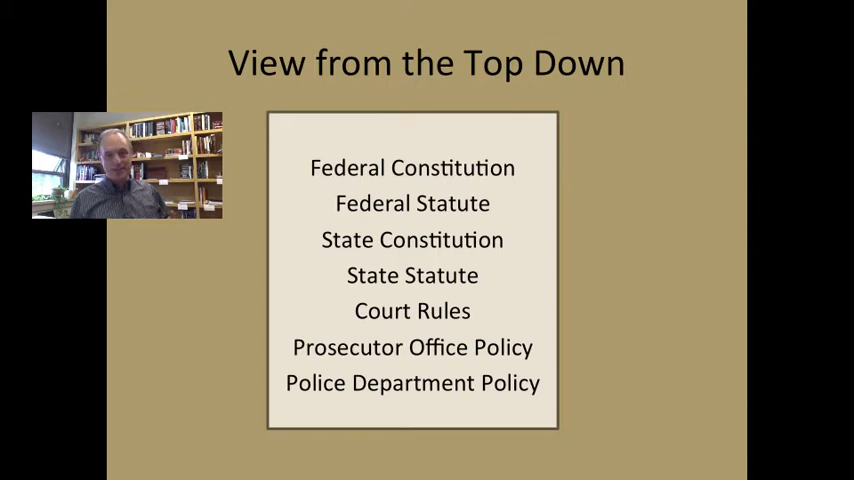 View from the Top Down
Federal Constitution
Federal Statute
State Constitution
State Statute
Court Rules
Prosecutor Office Policy
Police Department Policy